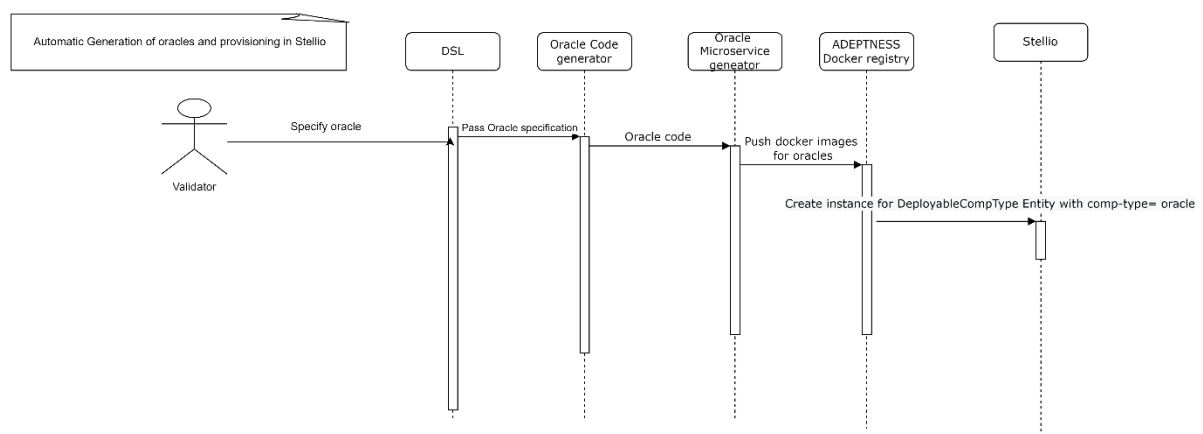 Automatic Generation of oracles and provisioning in Stellio
DSL
Oracle Code
generator
Oracle
Microservice
geneator
ADEPTNESS
Docker registry
Stellio
Specify oracle
Pass Oracle specification
Oracle code
Push docker images
for oracles
Validator
Create instance for DeployableCompType Entity with comp-type= oracle